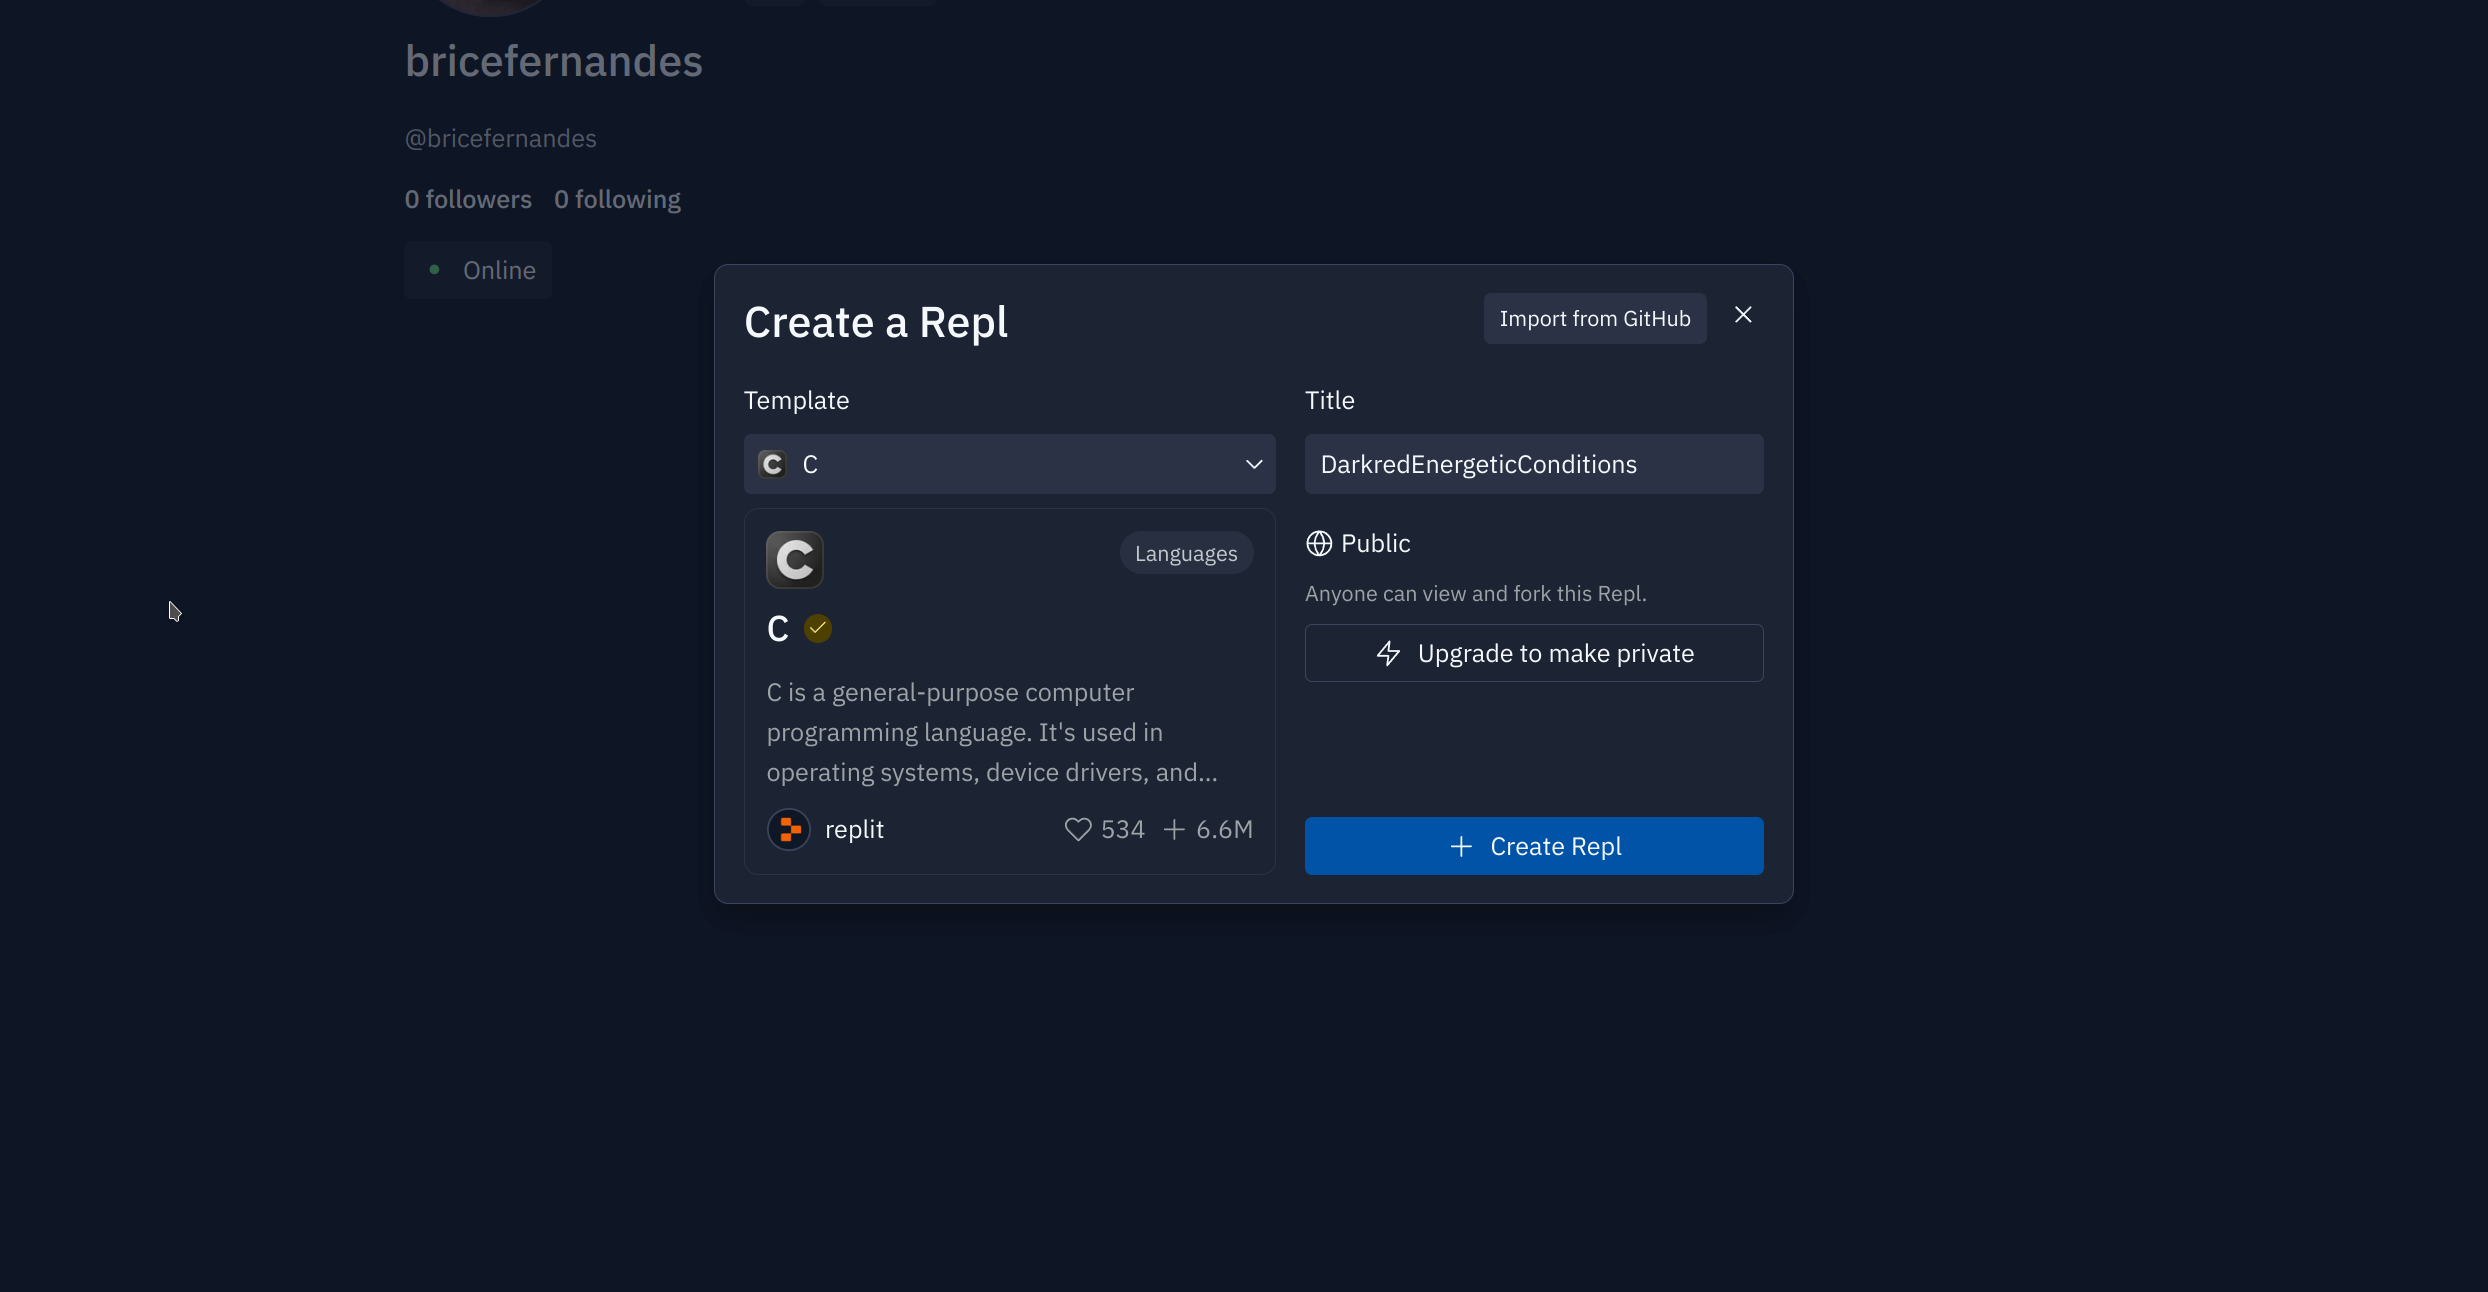 bricefernandes
@bricefernandes
0 followers 0 following
Online
Create a Repl
Import from GitHub
Template
C
C
Languages
C
C is a general-purpose computer
programming language. It's used in
operating systems, device drivers, and...
replit
534
6.6M
Title
DarkredEnergeticConditions
Public
Anyone can view and fork this Repl.
Upgrade to make private
Create Repl